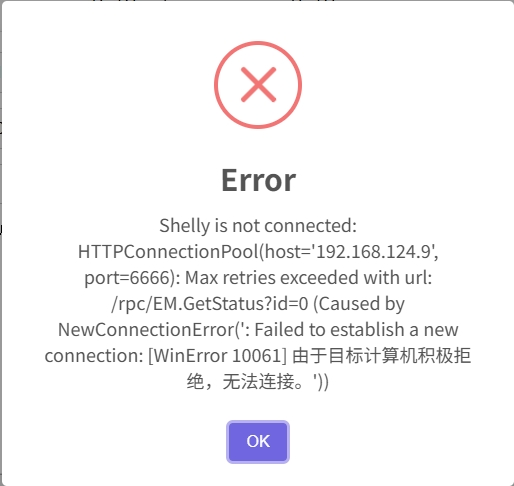 Error
Shelly is not connected:
HTTPConnectionPool(host='192.168.124.9',
port=6666): Max retries exceeded with url:
/rpc/EM.GetStatus?id=0 (Caused by
NewConnectionError(': Failed to establish a new
connection: [WinError 10061] 由于目标计算机积极拒
绝，无法连接。'))
OK